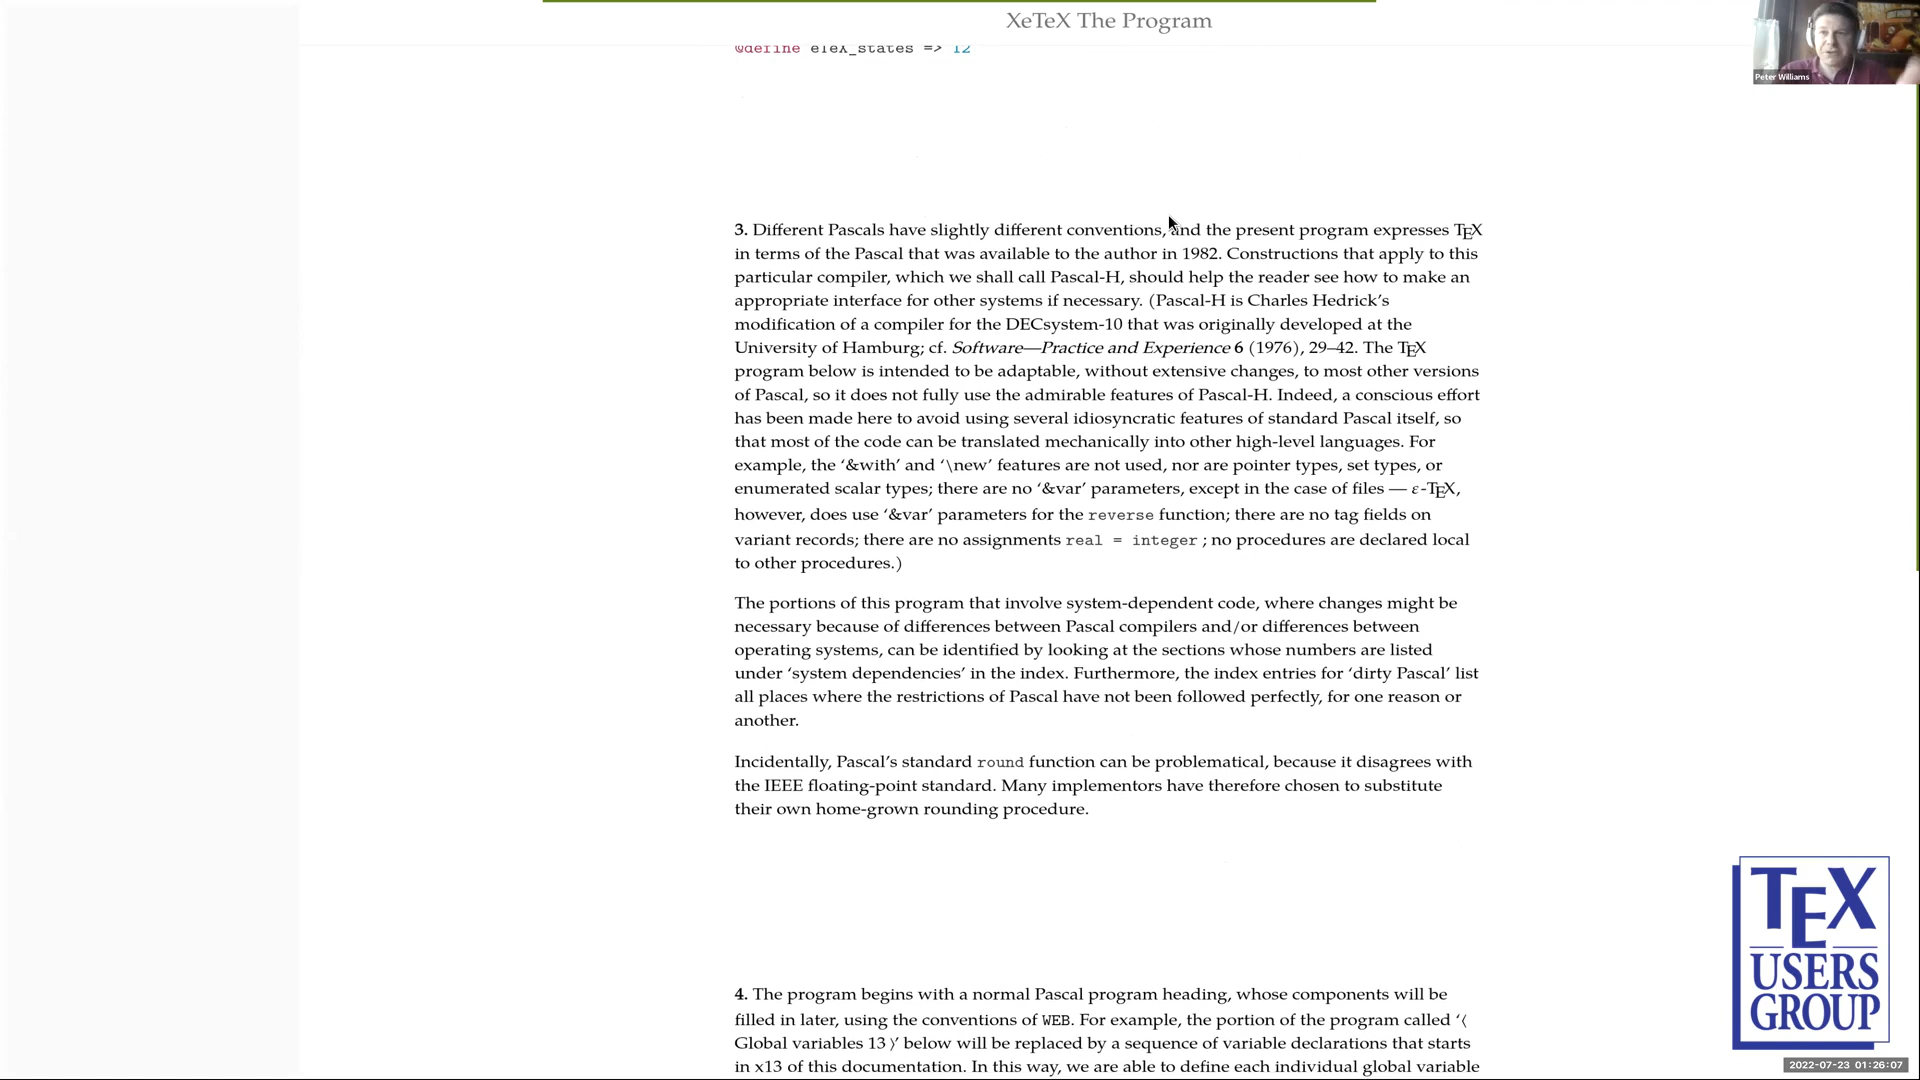 XeTeX The Program
@define eTeX_states => 12
Peter Williams
3. Different Pascals have slightly different conventions, and the present program expresses TEX
in terms of the Pascal that was available to the author in 1982. Constructions that apply to this
particular compiler, which we shall call Pascal-H, should help the reader see how to make an
appropriate interface for other systems if necessary. (Pascal-H is Charles Hedrick’s
modification of a compiler for the DECsystem-10 that was originally developed at the
University of Hamburg; cf. Software—Practice and Experience 6 (1976), 29–42. The TEX
program below is intended to be adaptable, without extensive changes, to most other versions
of Pascal, so it does not fully use the admirable features of Pascal-H. Indeed, a conscious effort
has been made here to avoid using several idiosyncratic features of standard Pascal itself, so
that most of the code can be translated mechanically into other high-level languages. For
example, the ‘&with’ and ‘\new’ features are not used, nor are pointer types, set types, or
enumerated scalar types; there are no ‘&var’ parameters, except in the case of files — ε-TEX,
however, does use ‘&var’ parameters for the reverse function; there are no tag fields on
variant records; there are no assignments real = integer ; no procedures are declared local
to other procedures.)
The portions of this program that involve system-dependent code, where changes might be
necessary because of differences between Pascal compilers and/or differences between
operating systems, can be identified by looking at the sections whose numbers are listed
under ‘system dependencies’ in the index. Furthermore, the index entries for ‘dirty Pascal’ list
all places where the restrictions of Pascal have not been followed perfectly, for one reason or
another.
Incidentally, Pascal’s standard round function can be problematical, because it disagrees with
the IEEE floating-point standard. Many implementors have therefore chosen to substitute
their own home-grown rounding procedure.
4. The program begins with a normal Pascal program heading, whose components will be
filled in later, using the conventions of WEB. For example, the portion of the program called ‘⟨
Global variables 13 ⟩’ below will be replaced by a sequence of variable declarations that starts
in x13 of this documentation. In this way, we are able to define each individual global variable
TEX
USERS
GROUP
2022-07-23 01:26:07